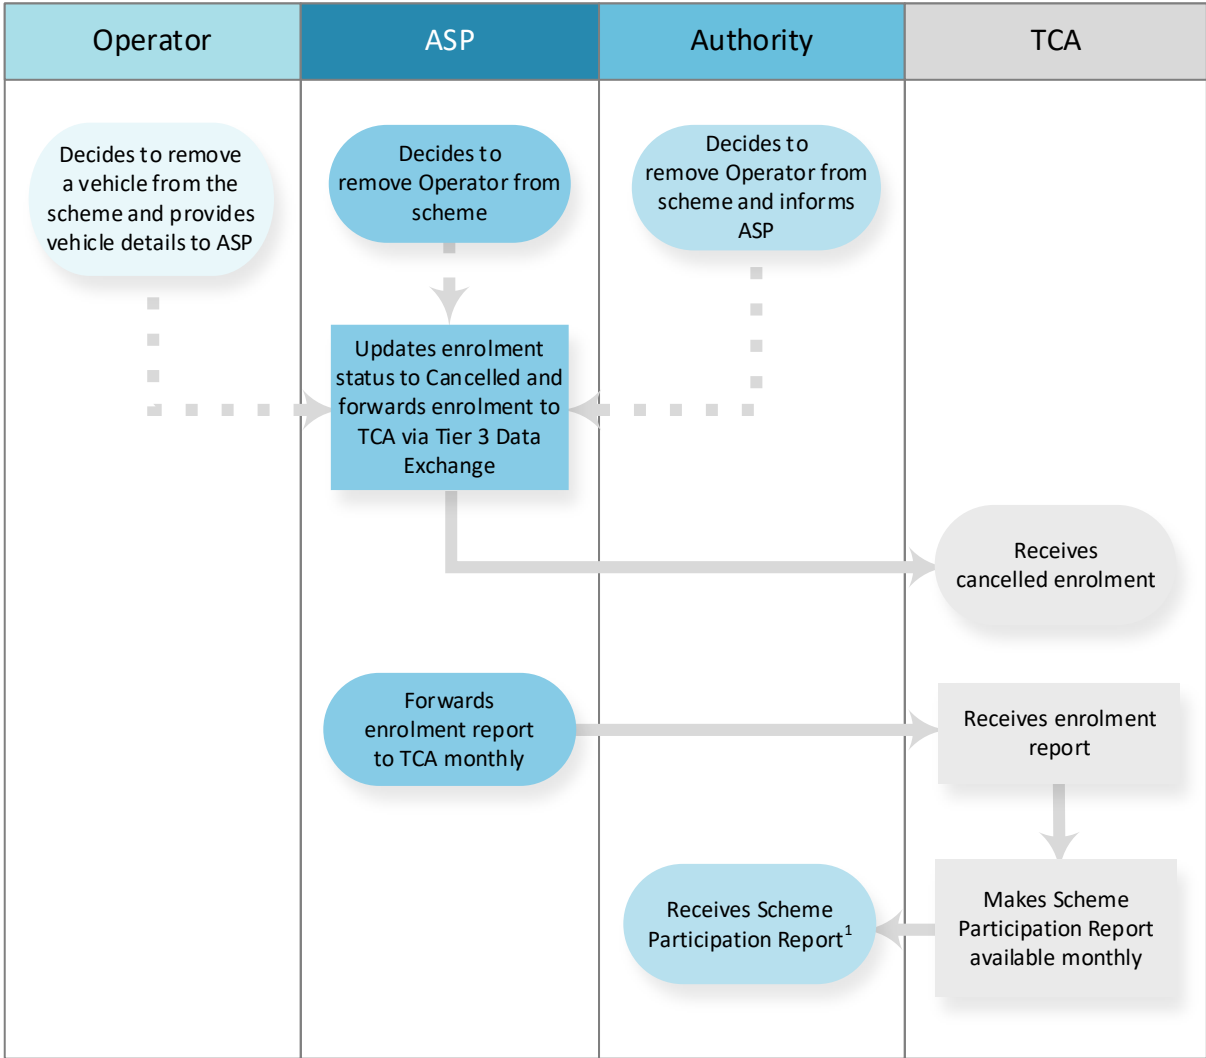 Operator
ASP
Authority
TCA
Decides to remove
a vehicle from the
scheme and provides
vehicle details to ASP
Decides to
remove Operator from
scheme
Decides to
remove Operator from
scheme and informs
ASP
Updates enrolment
status to Cancelled and
forwards enrolment to
TCA via Tier 3 Data
Exchange
Receives
cancelled enrolment
Forwards
enrolment report
to TCA monthly
Receives enrolment
report
Receives Scheme
Participation Report¹
Makes Scheme
Participation Report
available monthly